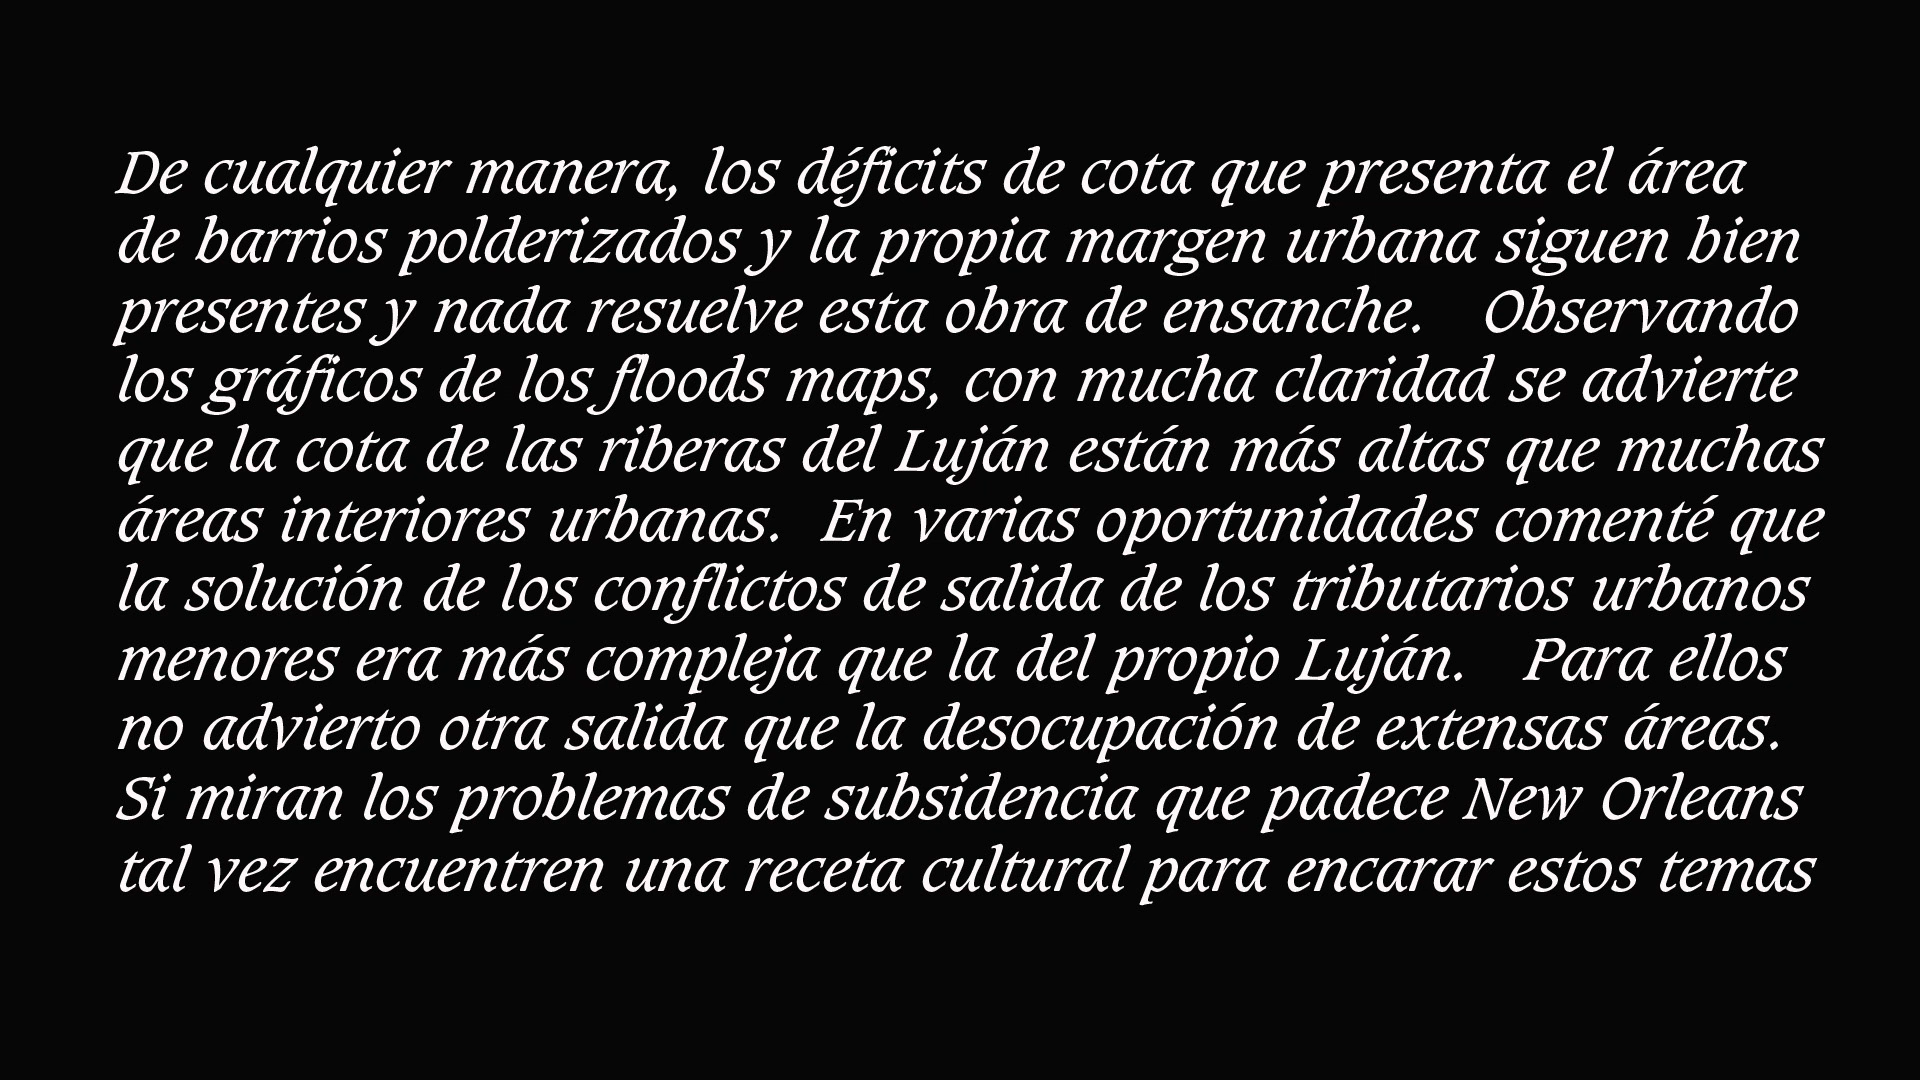 De cualquier manera, los déficits de cota que presenta el área
de barrios polderizados y la propia margen urbana siguen bien
presentes y nada resuelve esta obra de ensanche.   Observando
los gráficos de los floods maps, con mucha claridad se advierte
que la cota de las riberas del Luján están más altas que muchas
áreas interiores urbanas.  En varias oportunidades comenté que
la solución de los conflictos de salida de los tributarios urbanos
menores era más compleja que la del propio Luján.   Para ellos
no advierto otra salida que la desocupación de extensas áreas.
Si miran los problemas de subsidencia que padece New Orleans
tal vez encuentren una receta cultural para encarar estos temas